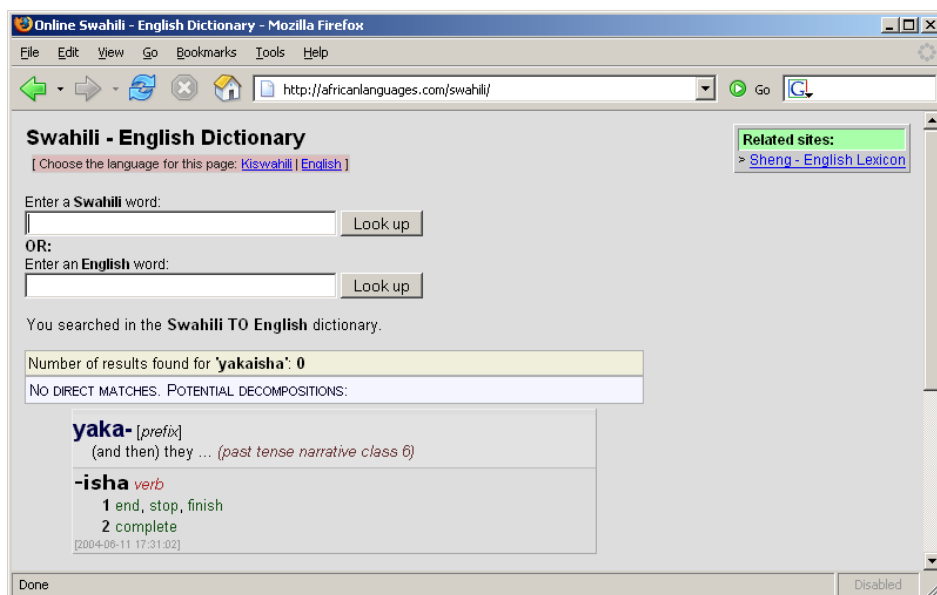 Online Swahili - English Dictionary - Mozilla Firefox
File Edit View Go Bookmarks Tools Help
http://africanlanguages.com/swahili/ Go G
Swahili - English Dictionary
[ Choose the language for this page: Kiswahili | English ]
Related sites:
> Sheng - English Lexicon
Enter a Swahili word:
Look up
OR:
Enter an English word:
Look up
You searched in the Swahili TO English dictionary.
Number of results found for 'yakaisha': 0
NO DIRECT MATCHES. POTENTIAL DECOMPOSITIONS:
yaka- [prefix]
(and then) they ... (past tense narrative class 6)
-isha verb
1 end, stop, finish
2 complete
[2004-06-11 17:31:02]
Done Disabled